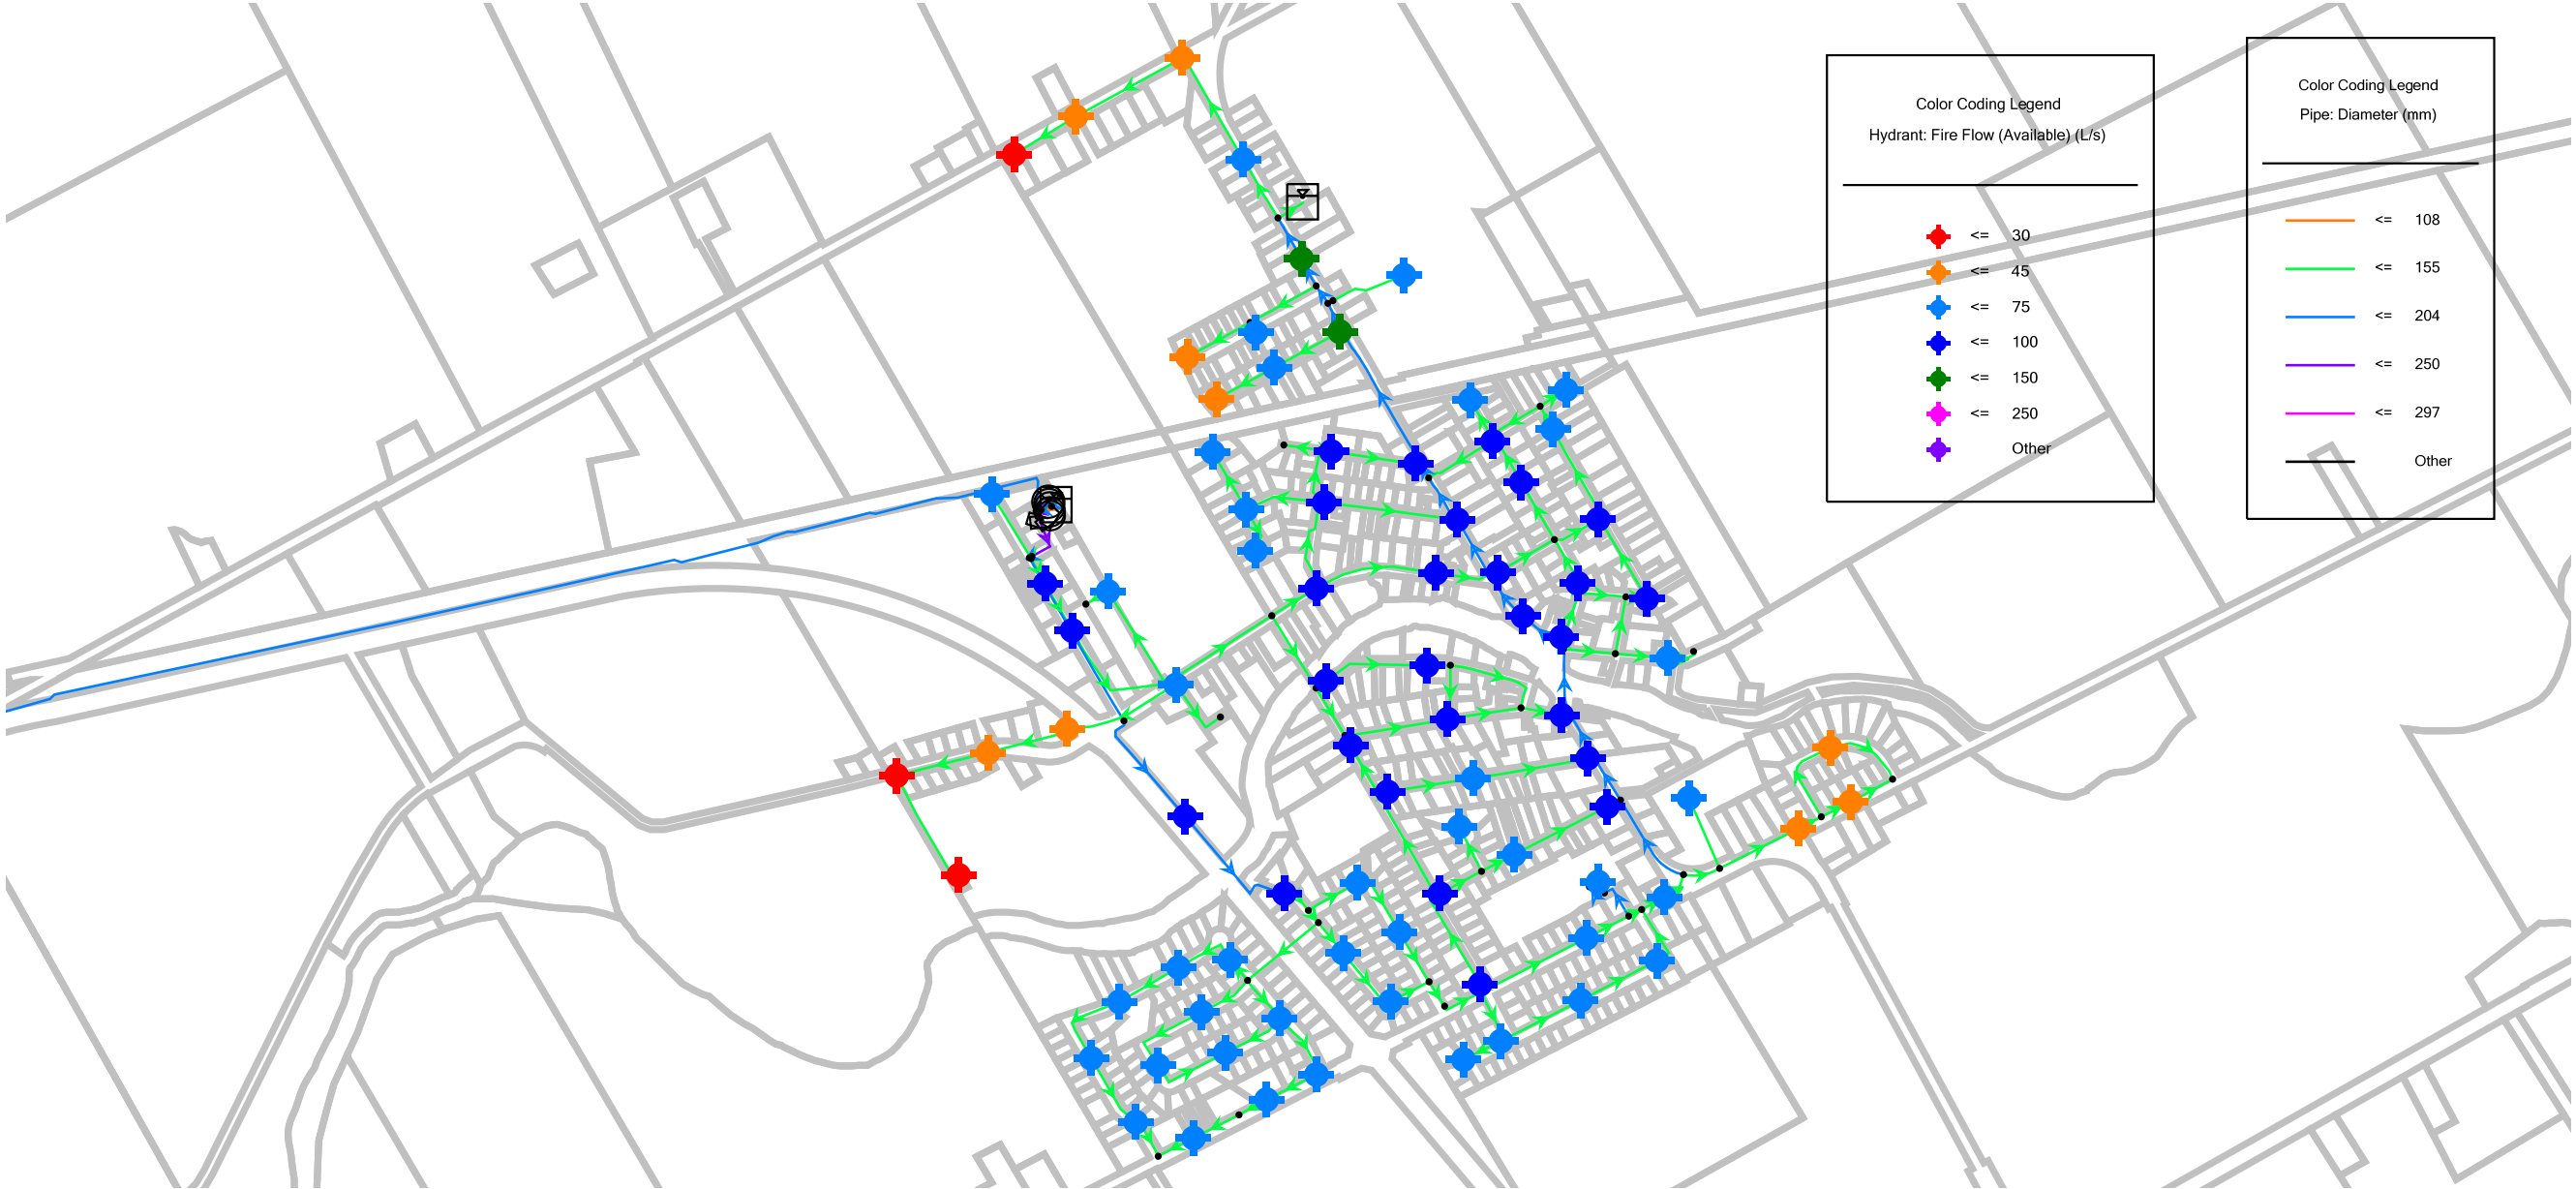 Color Coding Legend
Hydrant: Fire Flow (Available) (L/s)
<= 30
<= 45
<= 75
<= 100
<= 150
<= 250
Other
Color Coding Legend
Pipe: Diameter (mm)
<= 108
<= 155
<= 204
<= 250
<= 297
Other